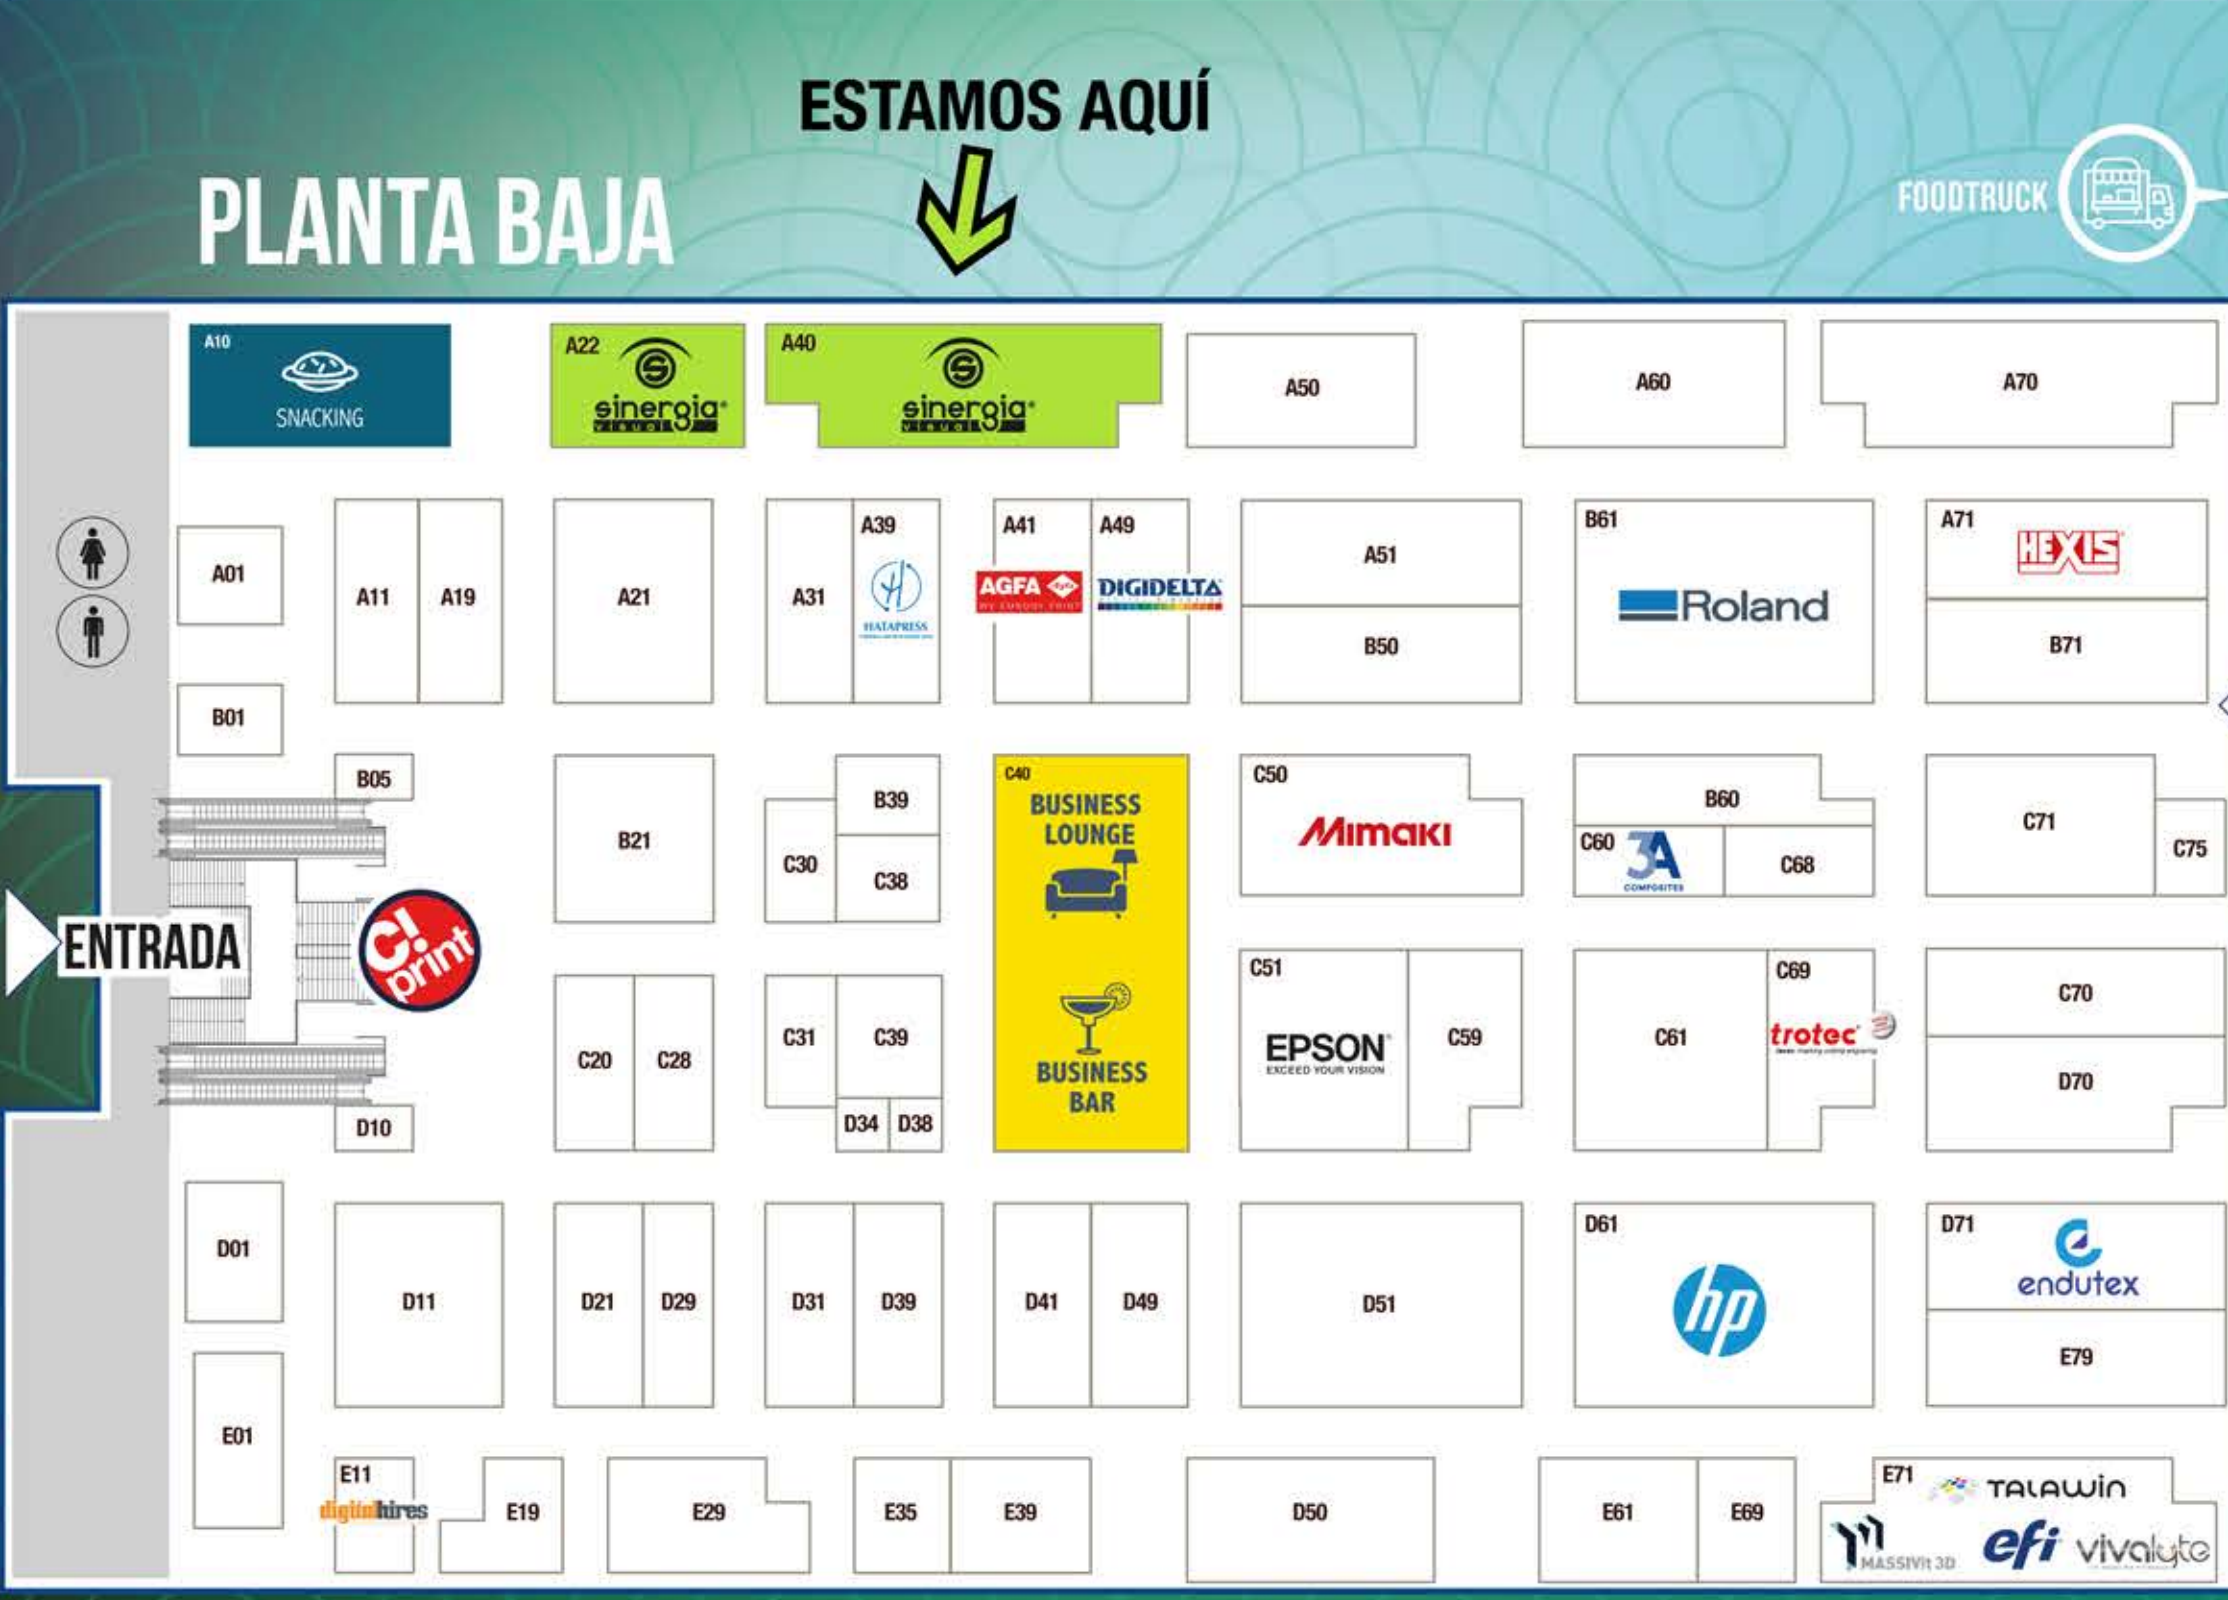 ESTAMOS AQUÍ
PLANTA BAJA
FOODTRUCK
A10
SNACKING
A22
sinergia®
visual
A40
sinergia®
visual
A50
A60
A70
A01
A11
A19
A21
A31
A39
HATAPRESS
A41
AGFA
A49
DIGIDELTA
A51
B50
B61
Roland
A71
HEXIS
B71
B01
B05
B21
B39
C30
C38
C40
BUSINESS
LOUNGE
C50
Mimaki
B60
C60
3A
COMPOSITES
C68
C71
C75
ENTRADA
C!
print
C20
C28
C31
C39
D34
D38
BUSINESS
BAR
C51
EPSON®
EXCEED YOUR VISION
C59
C61
C69
trotec
C70
D70
D10
D01
D11
D21
D29
D31
D39
D41
D49
D51
D61
hp
D71
endutex
E79
E01
E11
digitalhires
E19
E29
E35
E39
D50
E61
E69
E71
TALAWIN
MASSIVit 3D
efi
vivalyte